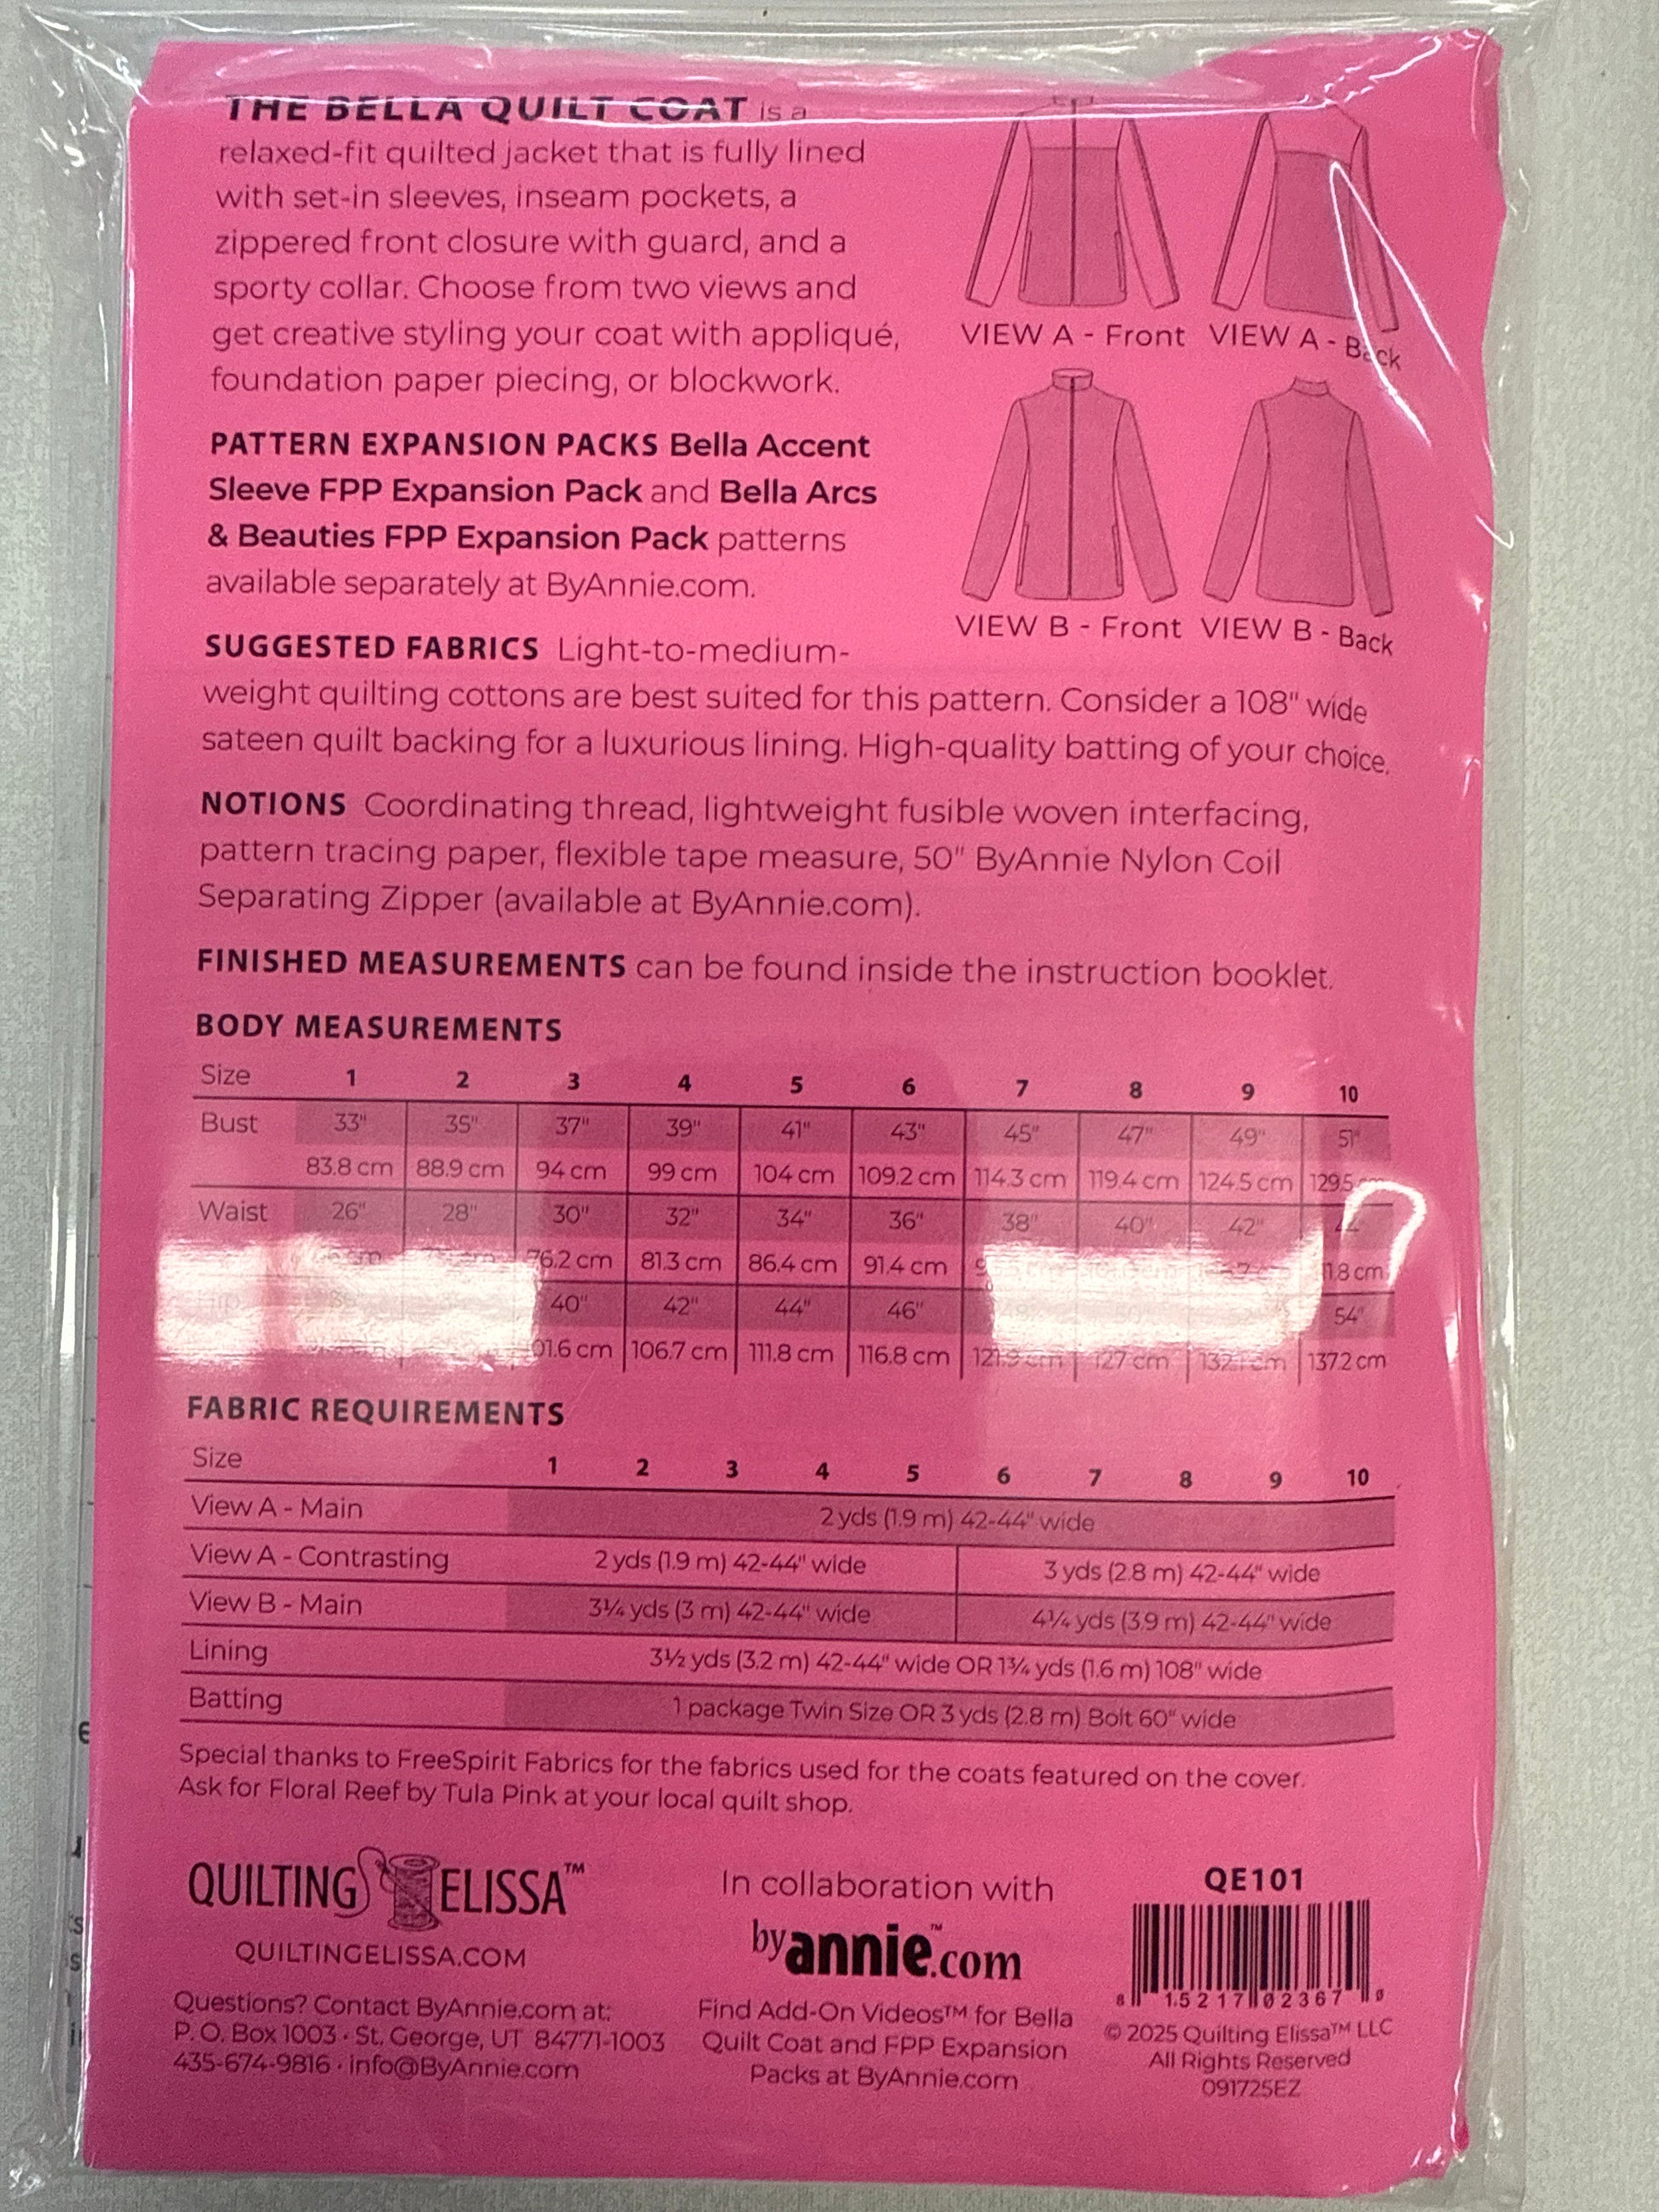 THE BELLA QUILT COAT is a
relaxed-fit quilted jacket that is fully lined
with set-in sleeves, inseam pockets, a
zippered front closure with guard, and a
sporty collar. Choose from two views and
get creative styling your coat with appliqué,
foundation paper piecing, or blockwork.
VIEW A - Front VIEW A - Back
PATTERN EXPANSION PACKS Bella Accent
Sleeve FPP Expansion Pack and Bella Arcs
& Beauties FPP Expansion Pack patterns
available separately at ByAnnie.com.
VIEW B - Front VIEW B - Back
SUGGESTED FABRICS Light-to-medium-
weight quilting cottons are best suited for this pattern. Consider a 108" wide
sateen quilt backing for a luxurious lining. High-quality batting of your choice.
NOTIONS Coordinating thread, lightweight fusible woven interfacing,
pattern tracing paper, flexible tape measure, 50" ByAnnie Nylon Coil
Separating Zipper (available at ByAnnie.com).
FINISHED MEASUREMENTS can be found inside the instruction booklet.
BODY MEASUREMENTS
Size 1 2 3 4 5 6 7 8 9 10
Bust 33" 35" 37" 39" 41" 43" 45" 47" 49" 51"
83.8 cm 88.9 cm 94 cm 99 cm 104 cm 109.2 cm 114.3 cm 119.4 cm 124.5 cm 129.5 cm
Waist 26" 28" 30" 32" 34" 36" 38" 40" 42" 44"
76.2 cm 81.3 cm 86.4 cm 91.4 cm
40" 42" 44" 46" 54"
101.6 cm 106.7 cm 111.8 cm 116.8 cm 121.9 cm 127 cm 132.1 cm 137.2 cm
FABRIC REQUIREMENTS
Size 1 2 3 4 5 6 7 8 9 10
View A - Main 2 yds (1.9 m) 42-44" wide
View A - Contrasting 2 yds (1.9 m) 42-44" wide 3 yds (2.8 m) 42-44" wide
View B - Main 3¼ yds (3 m) 42-44" wide 4¼ yds (3.9 m) 42-44" wide
Lining 3½ yds (3.2 m) 42-44" wide OR 1¾ yds (1.6 m) 108" wide
Batting 1 package Twin Size OR 3 yds (2.8 m) Bolt 60" wide
Special thanks to FreeSpirit Fabrics for the fabrics used for the coats featured on the cover.
Ask for Floral Reef by Tula Pink at your local quilt shop.
QUILTING ELISSA™
QUILTINGELISSA.COM
Questions? Contact ByAnnie.com at:
P. O. Box 1003 • St. George, UT 84771-1003
435-674-9816 • info@ByAnnie.com
In collaboration with
byannie.com™
Find Add-On Videos™ for Bella
Quilt Coat and FPP Expansion
Packs at ByAnnie.com
QE101
8 15217 02367 0
© 2025 Quilting Elissa™ LLC
All Rights Reserved
091725EZ